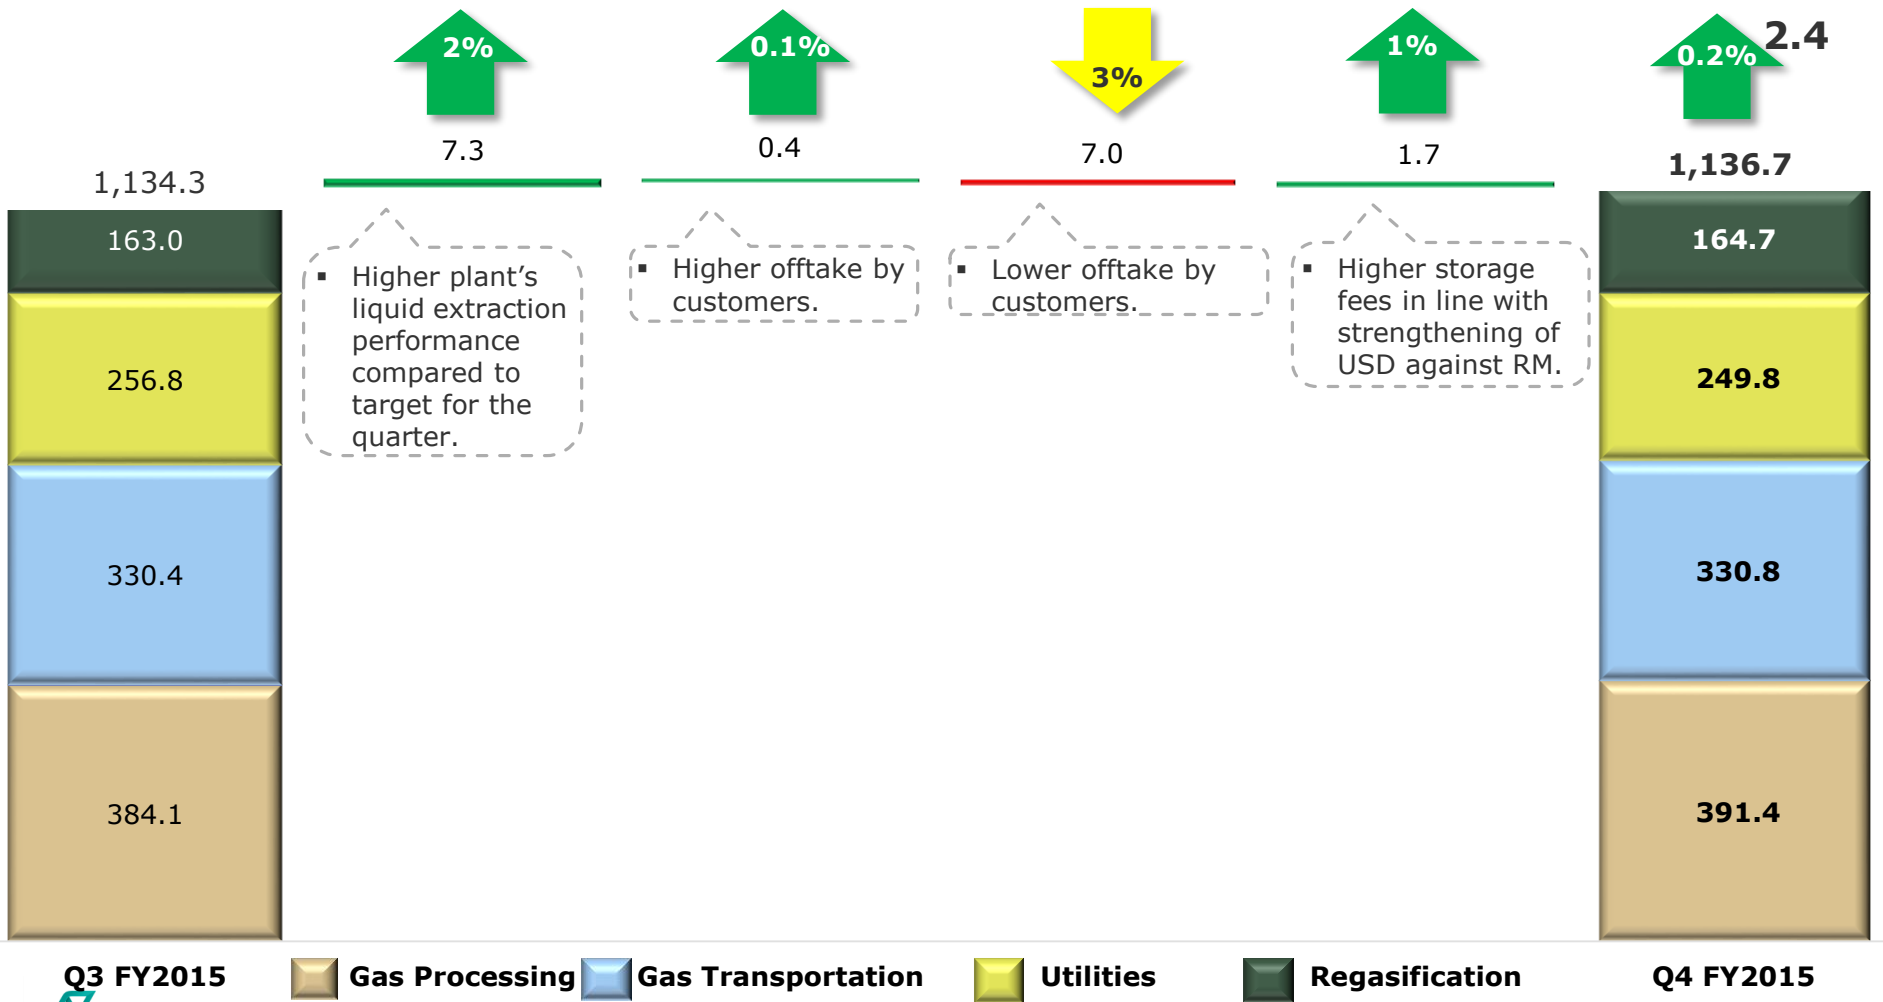 2%
0.1%
3%
1%
0.2%
2.4
7.3
0.4
7.0
1.7
1,134.3
1,136.7
163.0
256.8
330.4
384.1
▪ Higher plant’s
liquid extraction
performance
compared to
target for the
quarter.
▪ Higher offtake by
customers.
▪ Lower offtake by
customers.
▪ Higher storage
fees in line with
strengthening of
USD against RM.
164.7
249.8
330.8
391.4
Q3 FY2015
Gas Processing
Gas Transportation
Utilities
Regasification
Q4 FY2015